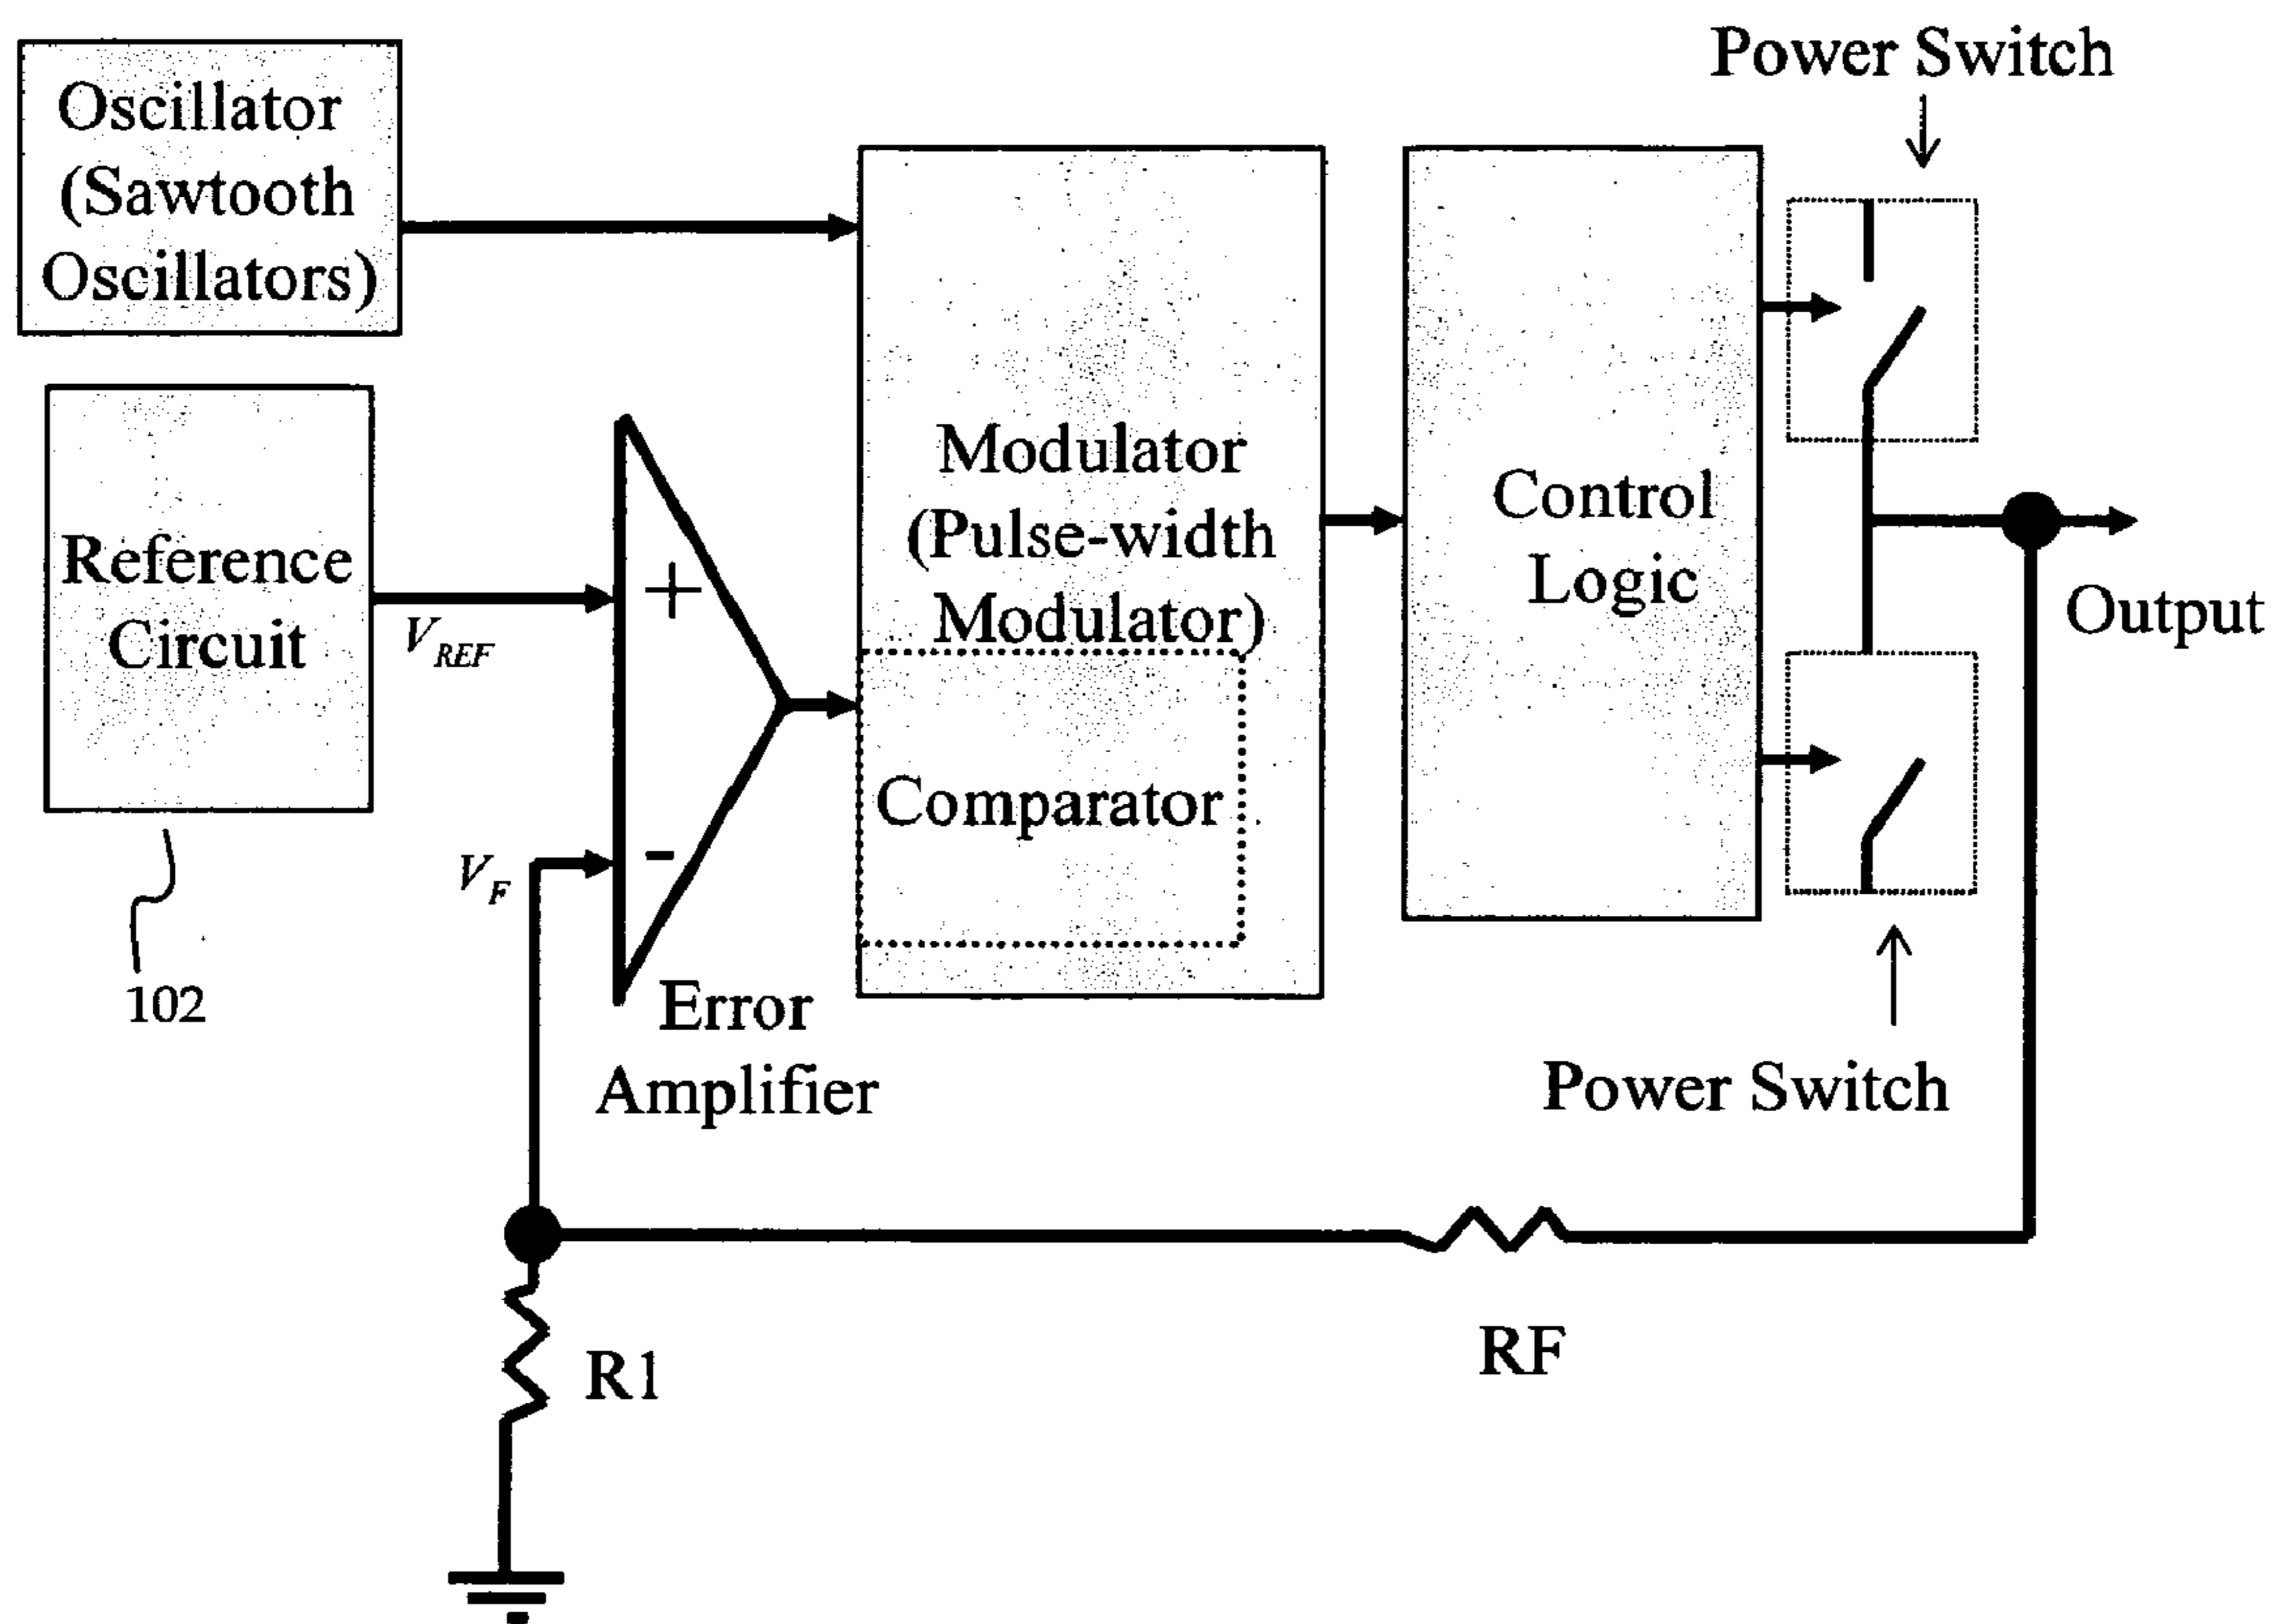 Power Switch
Oscillator
(Sawtooth
Oscillators)
Reference
Circuit
102
V_REF
+
V_F
-
Error
Amplifier
Modulator
(Pulse-width
Modulator)
Comparator
Control
Logic
Output
Power Switch
RF
R1